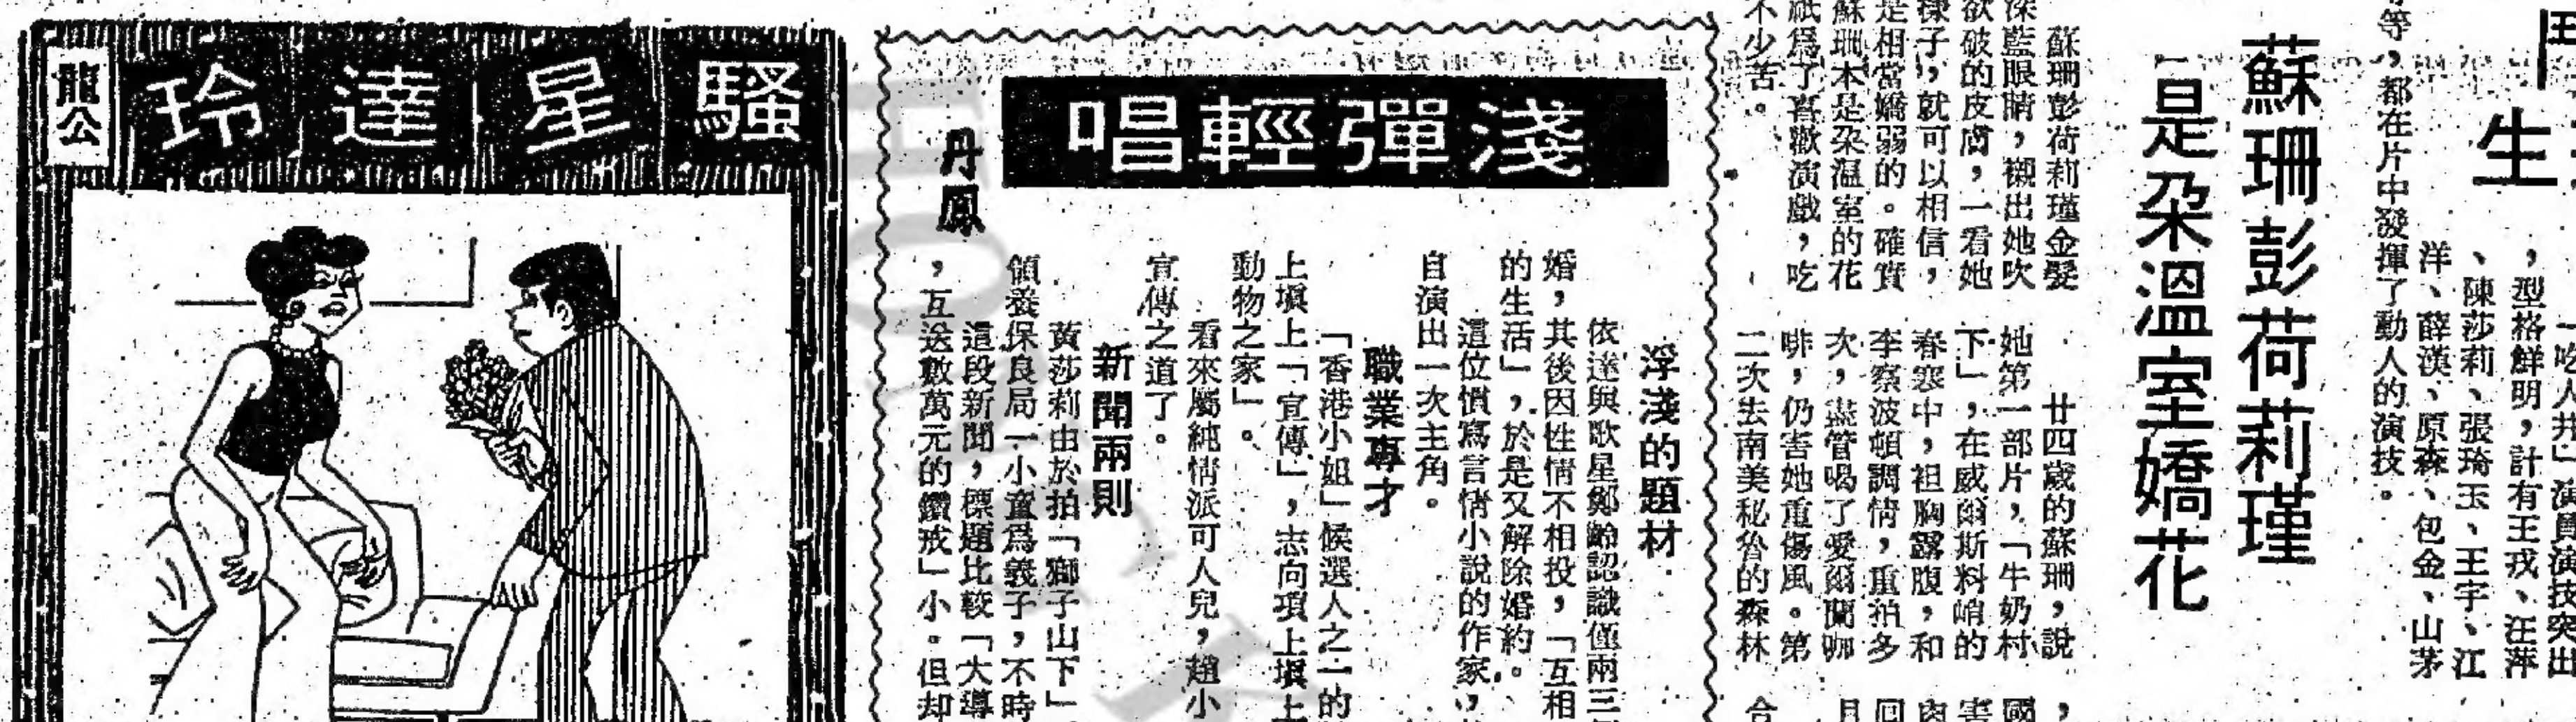 生
，型格鮮明，計有王戎、汪萍
、陳莎莉、張琦玉、王宇、江
洋、薛漢、原森、包金、山茅
等，都在片中發揮了動人的演技。
蘇珊彭荷莉瑾
是朵溫室嬌花
蘇珊彭荷莉瑾金髮
深藍眼睛，襯出她吹
欲破的皮膚，一看她
樣子，就可以相信，
是相當嬌弱的。確實
蘇珊本是朵溫室的花
祇爲了喜歡演戲，吃
不少苦。
廿四歲的蘇珊，說
她第一部片，「牛奶村
下」，在威爾斯料峭的
春寒中，袒胸露腹，和
李察波頓調情，重拍多
次，盡管喝了愛爾蘭咖
啡，仍害她重傷風。第
二次去南美秘魯的森林
淺彈輕唱
丹鳳
浮淺的題材
依達與歌星鄭齡認識僅兩三
婚，其後因性情不相投，「互相
的生活」，於是又解除婚約。
這位慣寫言情小說的作家，
自演出一次主角。
職業專才
「香港小姐」候選人之一的
上塡上「宣傳」，志向項上塡上
動物之家」。
看來屬純情派可人兒，趙小
宣傳之道了。
新聞兩則
黃莎莉由於拍「獅子山下」
領養保良局一小童爲義子，不時
這段新聞，標題比較「大導
，互送數萬元的鑽戒」小。但却
騷星達玲
龍公